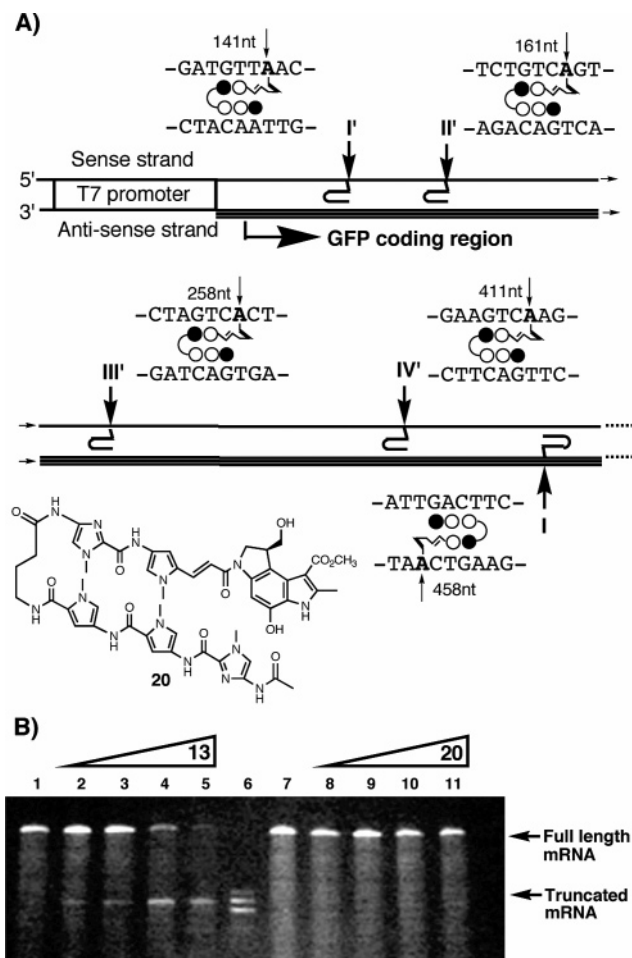 A)
141nt
161nt
–GATGTTAAC–
–TCTGTCAGT–
–CTACAATTG–
–AGACAGTCA–
I'
II'
Sense strand
5'
T7 promoter
3'
Anti-sense strand
GFP coding region
258nt
411nt
–CTAGTCACT–
–GAAGTCAAG–
–GATCAGTGA–
–CTTCAGTTC–
III'
IV'
–ATTGACTTC–
I
–TAACTGAAG–
458nt
O
H
N
N
N
O
H
N
N
O
N
OH
CO₂CH₃
N
H
OH
HN
O
N
N
H
O
N
N
H
O
N
N
N
H
O
20
B)
13
20
1 2 3 4 5 6 7 8 9 10 11
Full length
mRNA
Truncated
mRNA